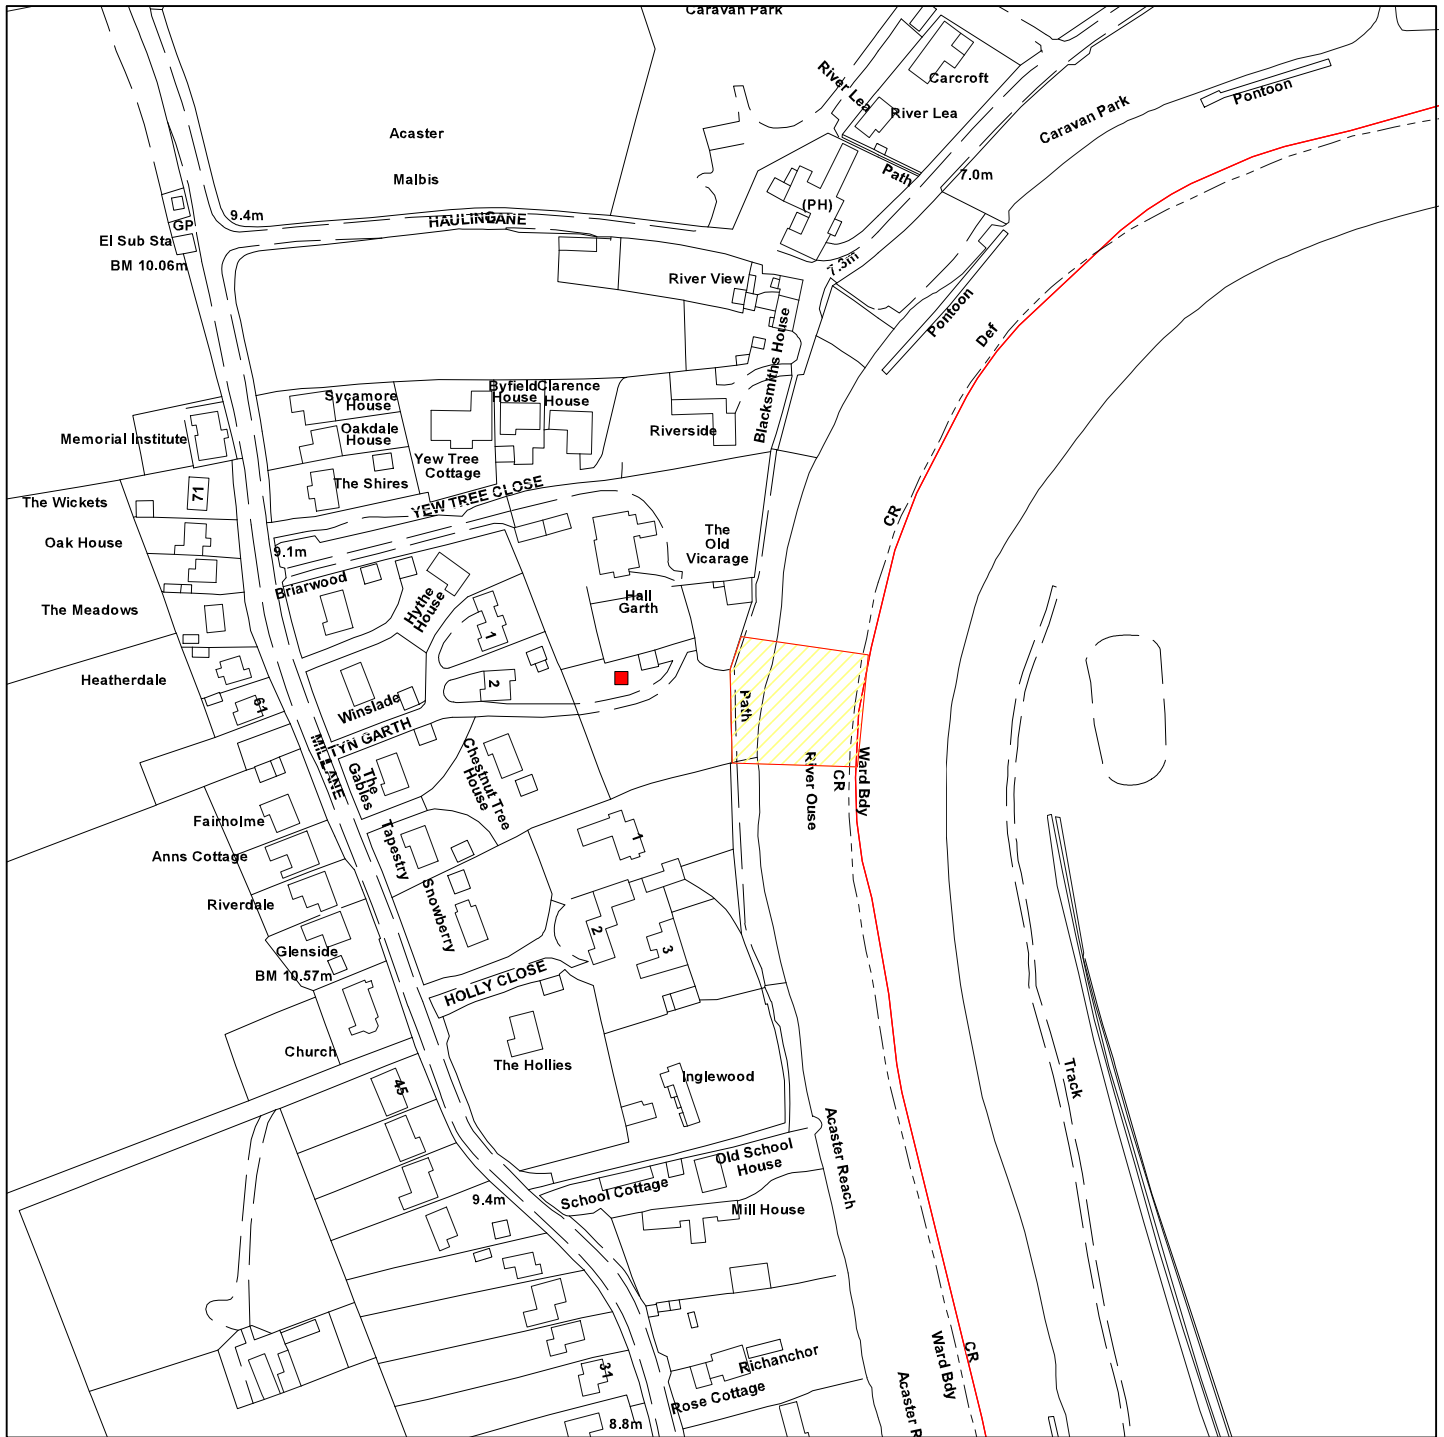 Caravan Park
Carcroft
River Lea
River Lea
Pontoon
Caravan Park
Acaster
Malbis
Path
7.0m
(PH)
9.4m
HAULING LANE
GP
El Sub Sta
BM 10.06m
7.3m
River View
Pontoon
Def
Blacksmiths House
Sycamore
House
Byfield
House
Clarence
House
Oakdale
House
Memorial Institute
Riverside
Yew Tree
Cottage
The Shires
71
The Wickets
YEW TREE CLOSE
CR
Oak House
9.1m
The
Old
Vicarage
Briarwood
Hythe
House
Hall
Garth
The Meadows
1
Heatherdale
2
Winslade
64
Path
TYN GARTH
MILL LANE
The
Gables
Chestnut Tree
House
River Ouse
CR
Ward Bdy
Fairholme
Tapestry
1
Anns Cottage
Snowberry
Riverdale
2
3
Glenside
BM 10.57m
HOLLY CLOSE
Church
The Hollies
Inglewood
Track
45
Acaster Reach
Old School
House
School Cottage
9.4m
Mill House
CR
Ward Bdy
Richanchor
34
Rose Cottage
Acaster R
8.8m